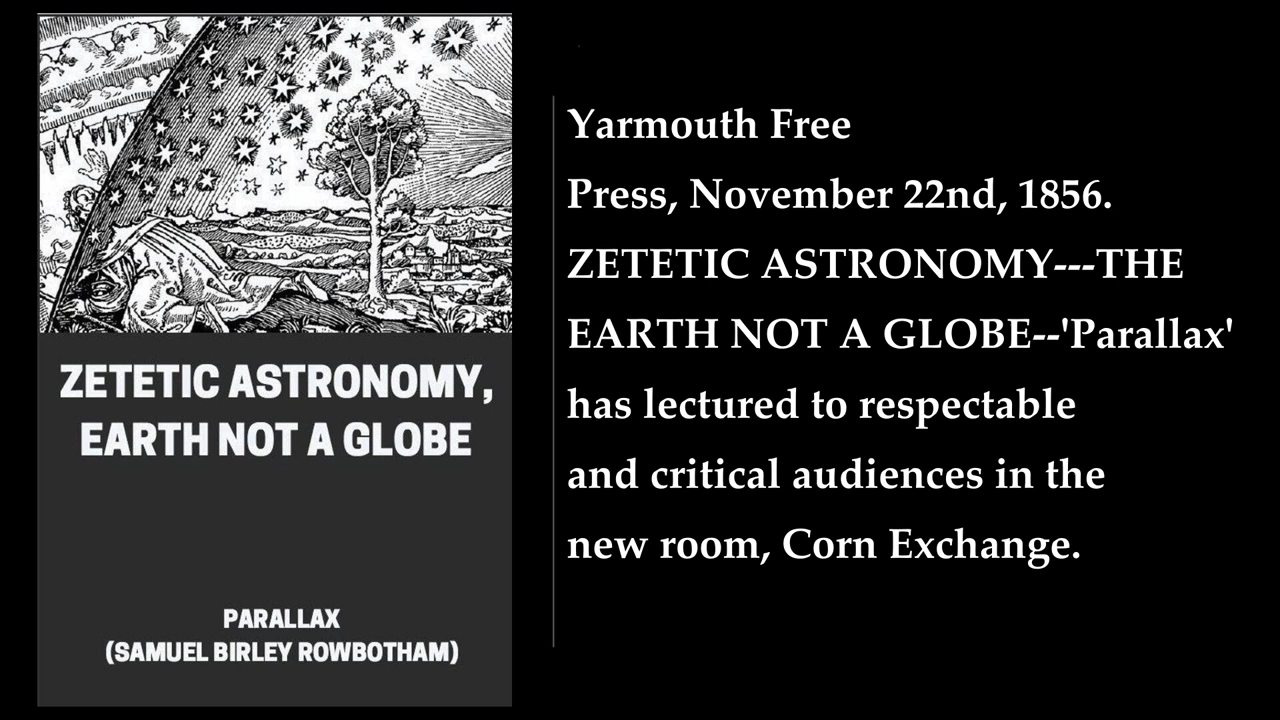 ZETETIC ASTRONOMY,
EARTH NOT A GLOBE
PARALLAX
(SAMUEL BIRLEY ROWBOTHAM)
Yarmouth Free
Press, November 22nd, 1856.
ZETETIC ASTRONOMY---THE
EARTH NOT A GLOBE--'Parallax'
has lectured to respectable
and critical audiences in the
new room, Corn Exchange.